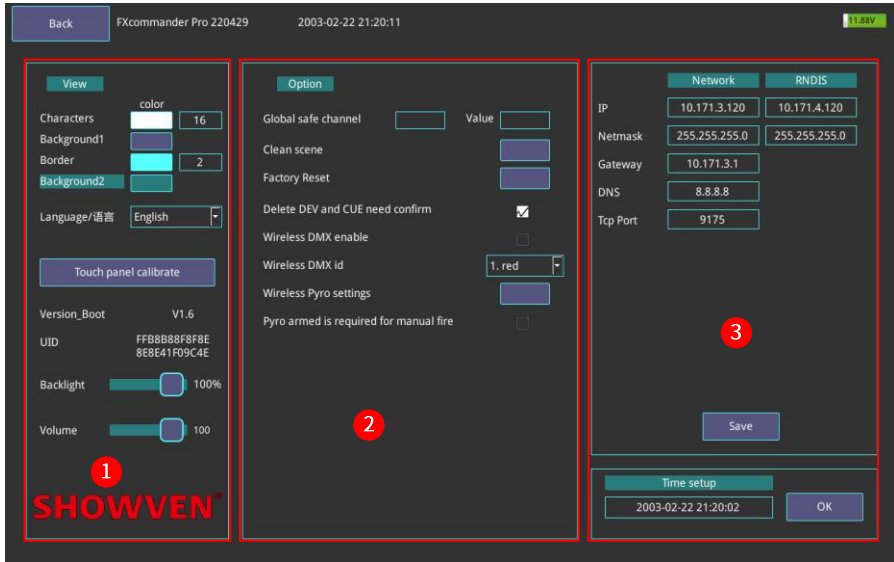 Back
FXcommander Pro 220429
2003-02-22 21:20:11
11.88V
View
color
Characters 16
Background1
Border 2
Background2
Language/语言 English
Touch panel calibrate
Version_Boot V1.6
UID FFB8B88F8F8E
8E8E41F09C4E
Backlight 100%
Volume 100
1
SHOWVEN®
Option
Global safe channel Value
Clean scene
Factory Reset
Delete DEV and CUE need confirm
Wireless DMX enable
Wireless DMX id 1. red
Wireless Pyro settings
Pyro armed is required for manual fire
2
Network RNDIS
IP 10.171.3.120 10.171.4.120
Netmask 255.255.255.0 255.255.255.0
Gateway 10.171.3.1
DNS 8.8.8.8
Tcp Port 9175
3
Save
Time setup
2003-02-22 21:20:02 OK